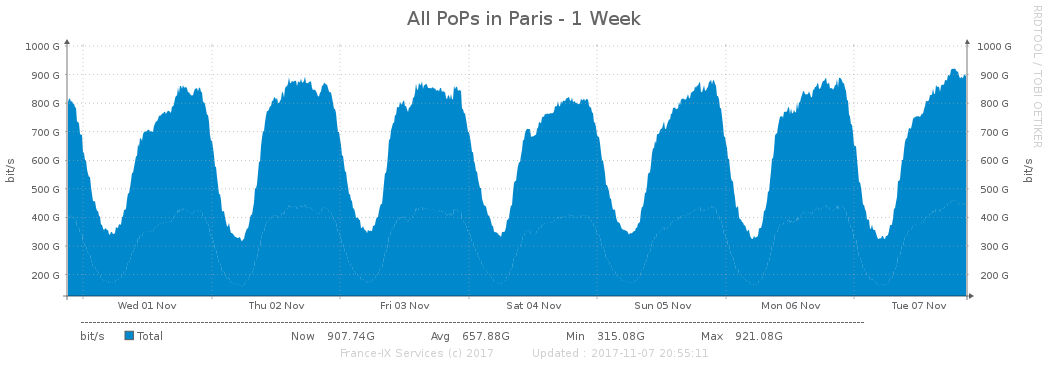 All PoPs in Paris - 1 Week
RRDTOOL / TOBI OETIKER
1000 G 1000 G
900 G 900 G
800 G 800 G
700 G 700 G
600 G 600 G
500 G 500 G
400 G 400 G
300 G 300 G
200 G 200 G
bit/s bit/s
Wed 01 Nov Thu 02 Nov Fri 03 Nov Sat 04 Nov Sun 05 Nov Mon 06 Nov Tue 07 Nov
bit/s Total Now 907.74G Avg 657.88G Min 315.08G Max 921.08G
France-IX Services (c) 2017 Updated : 2017-11-07 20:55:11